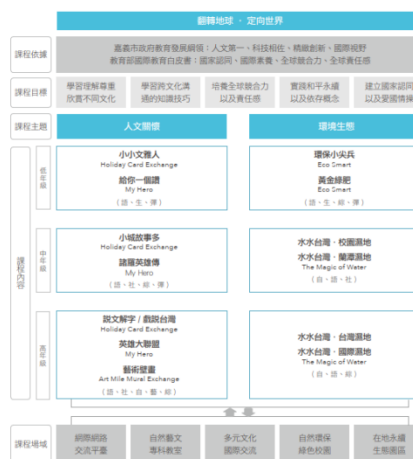 翻轉地球．定向世界
課程依據
嘉義市政府教育發展綱領：人文第一、科技相佐、精緻創新、國際視野
教育部國際教育白皮書：國家認同、國際素養、全球競合力、全球責任感
課程目標
學習理解尊重
欣賞不同文化
學習跨文化溝
通的知識技巧
培養全球競合力
以及責任感
實踐和平永續
以及依存概念
建立國家認同
以及愛國情操
課程主題
人文關懷
環境生態
課程內容
低年級
小小文雅人
Holiday Card Exchange
給你一個讚
My Hero
（語、生、彈）
環保小尖兵
Eco Smart
黃金綠肥
Eco Smart
（語、生、綜、彈）
中年級
小城故事多
Holiday Card Exchange
諸羅英雄傳
My Hero
（語、社、綜、彈）
水水台灣．校園濕地
水水台灣．蘭潭濕地
The Magic of Water
（自、語、社）
高年級
說文解字 / 戲說台灣
Holiday Card Exchange
英雄大聯盟
My Hero
藝術壁畫
Art Mile Mural Exchange
（語、社、自、藝、綜）
水水台灣．台灣濕地
水水台灣．國際濕地
The Magic of Water
（自、語、綜）
課程場域
網際網路
交流平臺
自然藝文
專科教室
多元文化
國際交流
自然環保
綠色校園
在地永續
生態園區